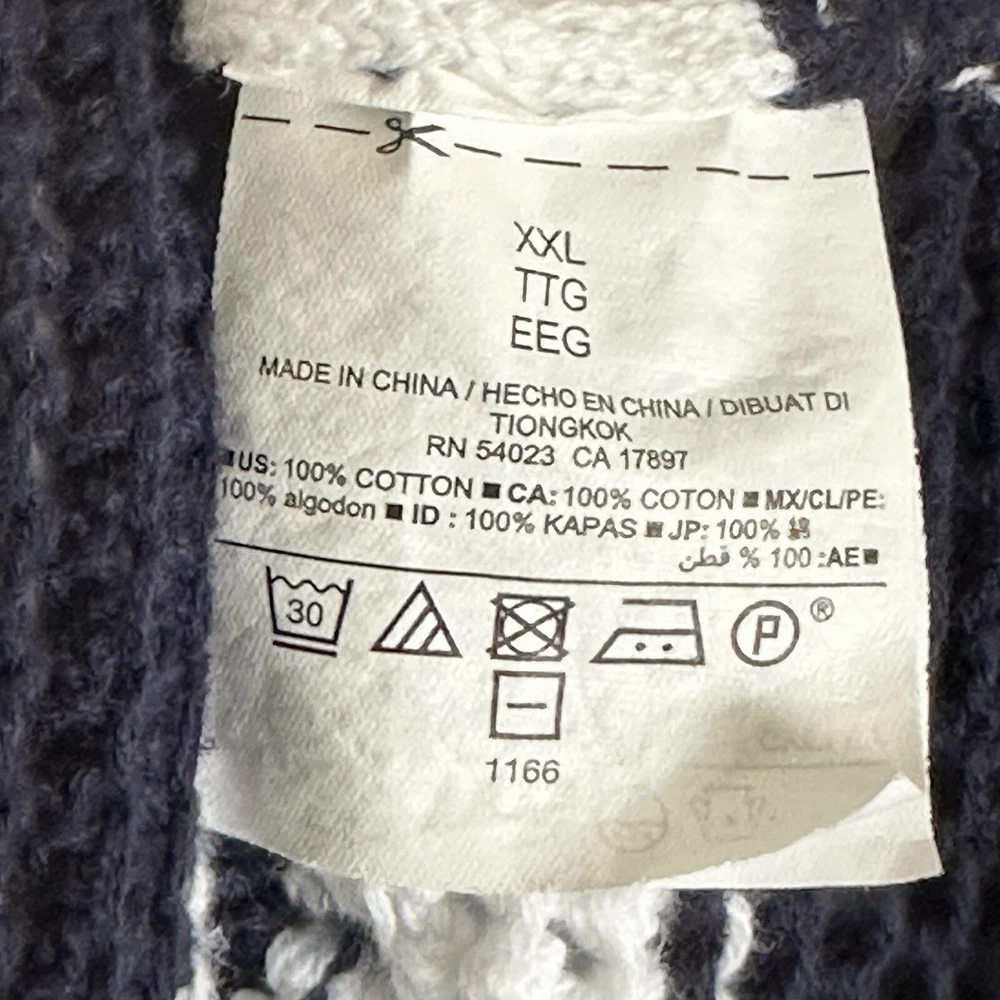 XXL
TTG
EEG
MADE IN CHINA / HECHO EN CHINA / DIBUAT DI
TIONGKOK
RN 54023 CA 17897
■US: 100% COTTON ■ CA: 100% COTON ■ MX/CL/PE:
100% algodon ■ ID : 100% KAPAS ■ JP: 100% 綿
■AE: 100 % قطن
30
P ®
1166